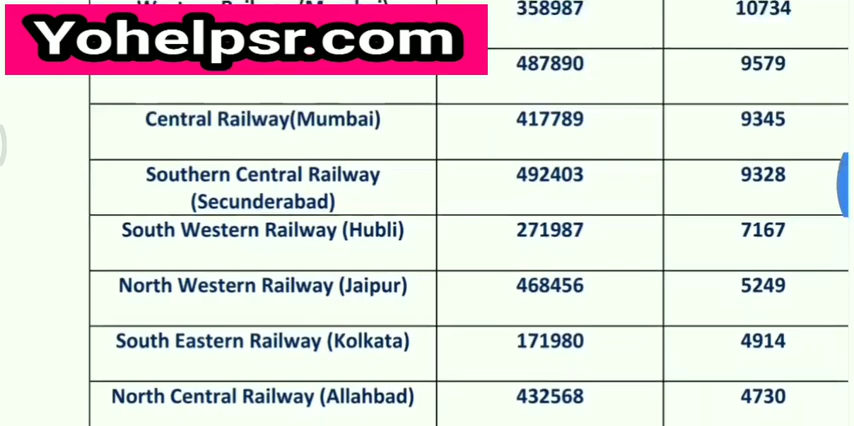 Yohelpsr.com
358987 10734
487890 9579
Central Railway(Mumbai) 417789 9345
Southern Central Railway 492403 9328
(Secunderabad)
South Western Railway (Hubli) 271987 7167
North Western Railway (Jaipur) 468456 5249
South Eastern Railway (Kolkata) 171980 4914
North Central Railway (Allahbad) 432568 4730